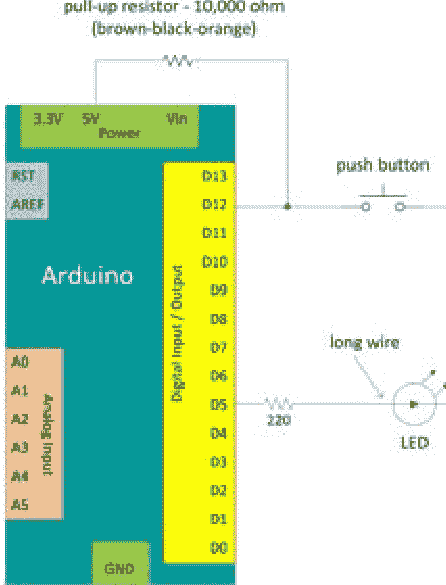 pull-up resistor - 10,000 ohm
(brown-black-orange)
3.3V 5V Vin
Power
RST
AREF
D13
D12
D11
D10
D9
D8
D7
D6
D5
D4
D3
D2
D1
D0
Arduino
Digital Input / Output
A0
A1
A2
A3
A4
A5
Analog Input
GND
push button
long wire
220
LED